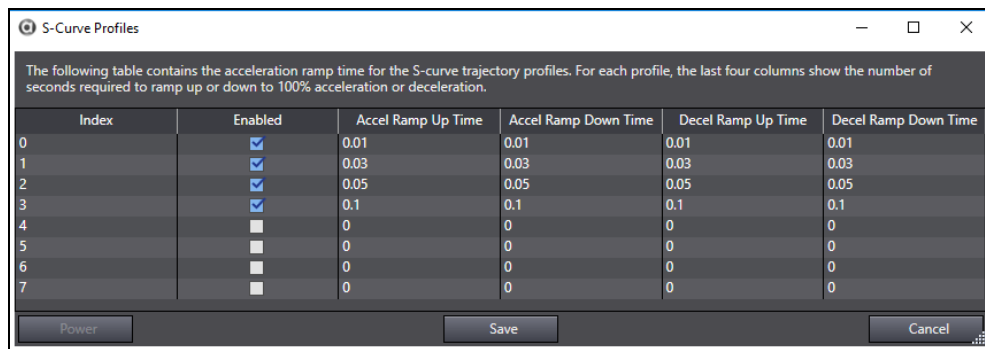 S-Curve Profiles
The following table contains the acceleration ramp time for the S-curve trajectory profiles. For each profile, the last four columns show the number of
seconds required to ramp up or down to 100% acceleration or deceleration.
Index Enabled Accel Ramp Up Time Accel Ramp Down Time Decel Ramp Up Time Decel Ramp Down Time
0 0.01 0.01 0.01 0.01
1 0.03 0.03 0.03 0.03
2 0.05 0.05 0.05 0.05
3 0.1 0.1 0.1 0.1
4 0 0 0 0
5 0 0 0 0
6 0 0 0 0
7 0 0 0 0
Power Save Cancel